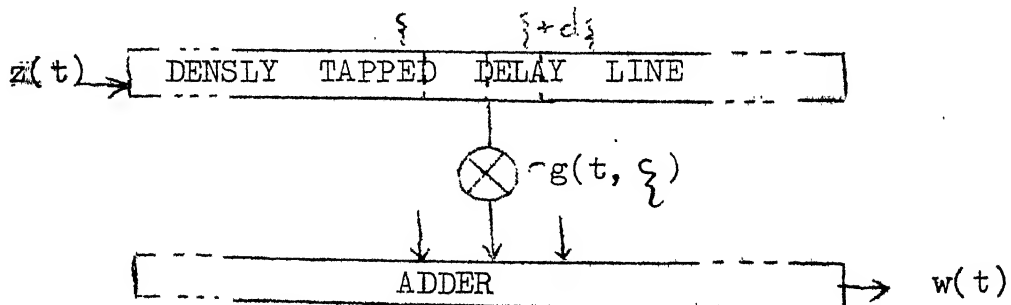 ξ ξ+dξ
z(t) DENSLY TAPPED DELAY LINE
g(t, ξ)
ADDER w(t)